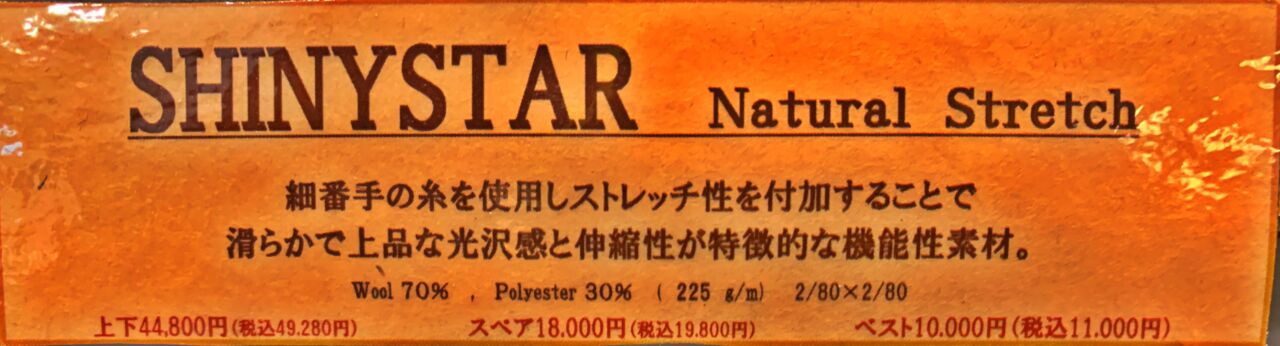 SHINYSTAR Natural Stretch
細番手の糸を使用しストレッチ性を付加することで
滑らかで上品な光沢感と伸縮性が特徴的な機能性素材。
Wool 70% , Polyester 30% ( 225 g/m) 2/80×2/80
上下44,800円(税込49.280円) スペア18.000円(税込19.800円) ベスト10.000円(税込11.000円)